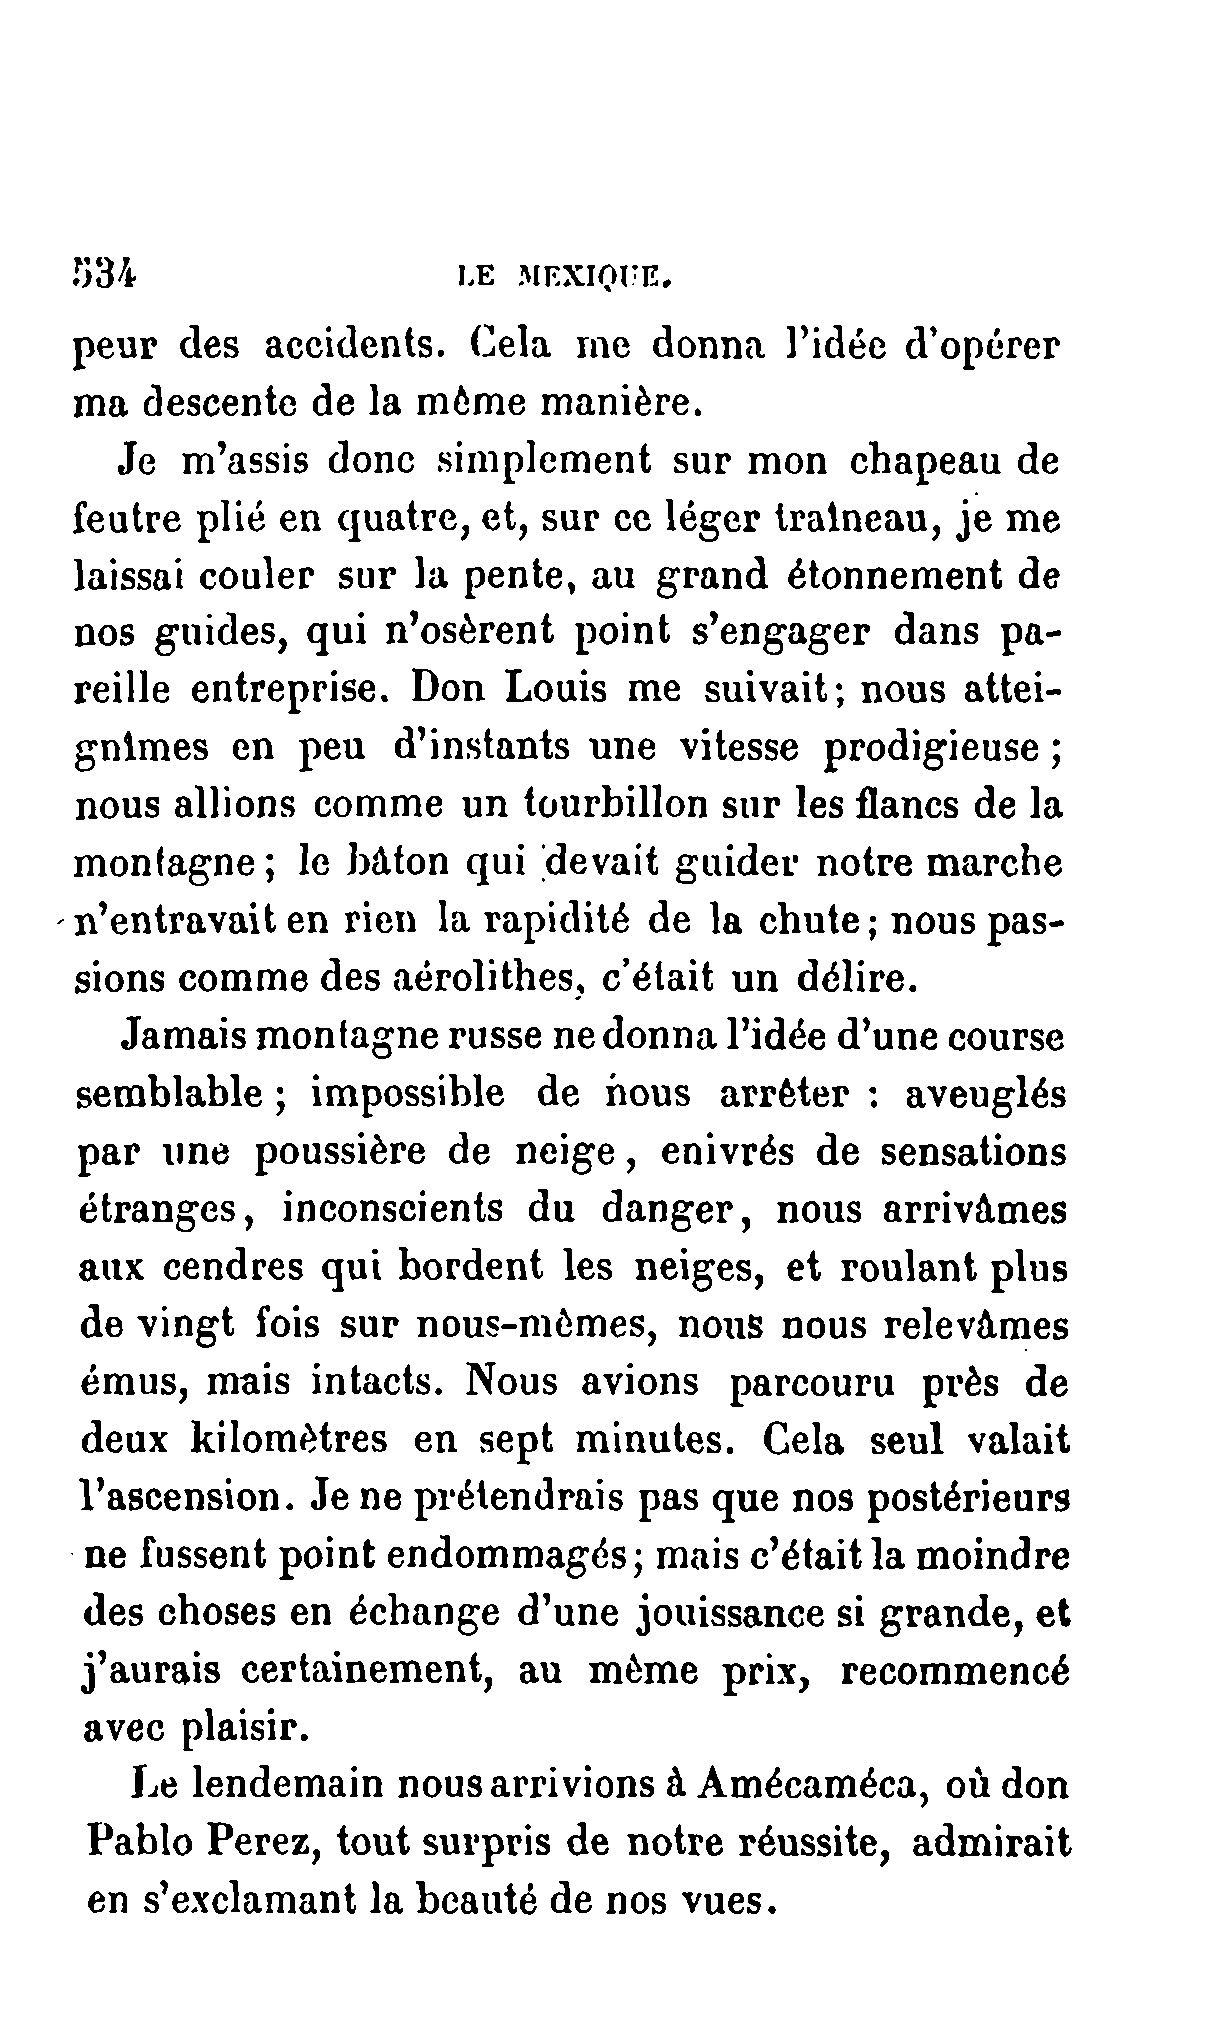 534 LE MEXIQUE.
peur des accidents. Cela me donna l'idée d'opérer
ma descente de la même manière.
Je m'assis donc simplement sur mon chapeau de
feutre plié en quatre, et, sur ce léger traîneau, je me
laissai couler sur la pente, au grand étonnement de
nos guides, qui n'osèrent point s'engager dans pa-
reille entreprise. Don Louis me suivait; nous attei-
gnîmes en peu d'instants une vitesse prodigieuse;
nous allions comme un tourbillon sur les flancs de la
montagne; le bâton qui devait guider notre marche
n'entravait en rien la rapidité de la chute; nous pas-
sions comme des aérolithes, c'était un délire.
Jamais montagne russe ne donna l'idée d'une course
semblable; impossible de nous arrêter : aveuglés
par une poussière de neige, enivrés de sensations
étranges, inconscients du danger, nous arrivâmes
aux cendres qui bordent les neiges, et roulant plus
de vingt fois sur nous-mêmes, nous nous relevâmes
émus, mais intacts. Nous avions parcouru près de
deux kilomètres en sept minutes. Cela seul valait
l'ascension. Je ne prétendrais pas que nos postérieurs
ne fussent point endommagés; mais c'était la moindre
des choses en échange d'une jouissance si grande, et
j'aurais certainement, au même prix, recommencé
avec plaisir.
Le lendemain nous arrivions à Amécaméca, où don
Pablo Perez, tout surpris de notre réussite, admirait
en s'exclamant la beauté de nos vues.